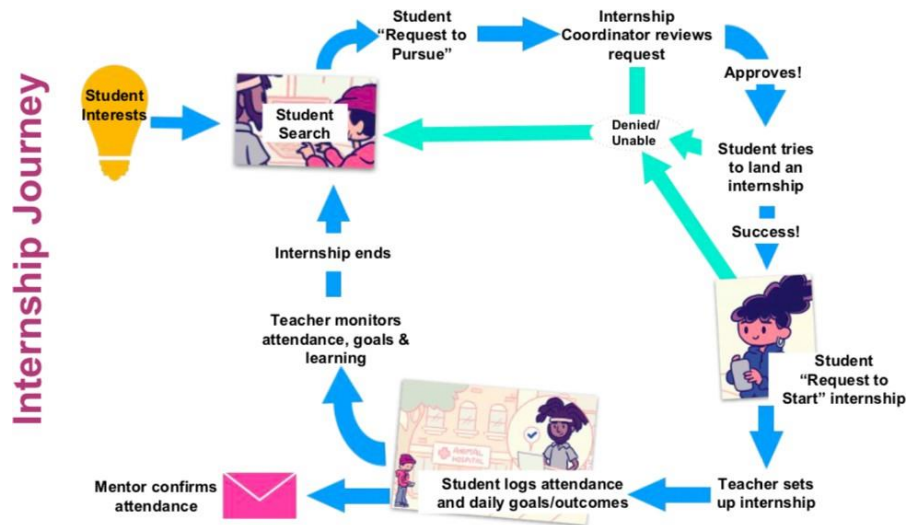 Internship Journey
Student
Interests
Student
Search
Student
“Request to
Pursue”
Internship
Coordinator reviews
request
Approves!
Denied/
Unable
Student tries
to land an
internship
Success!
Student
“Request to
Start” internship
Teacher sets
up internship
Student logs attendance
and daily goals/outcomes
ANIMAL
HOSPITAL
Mentor confirms
attendance
Teacher monitors
attendance, goals &
learning
Internship ends